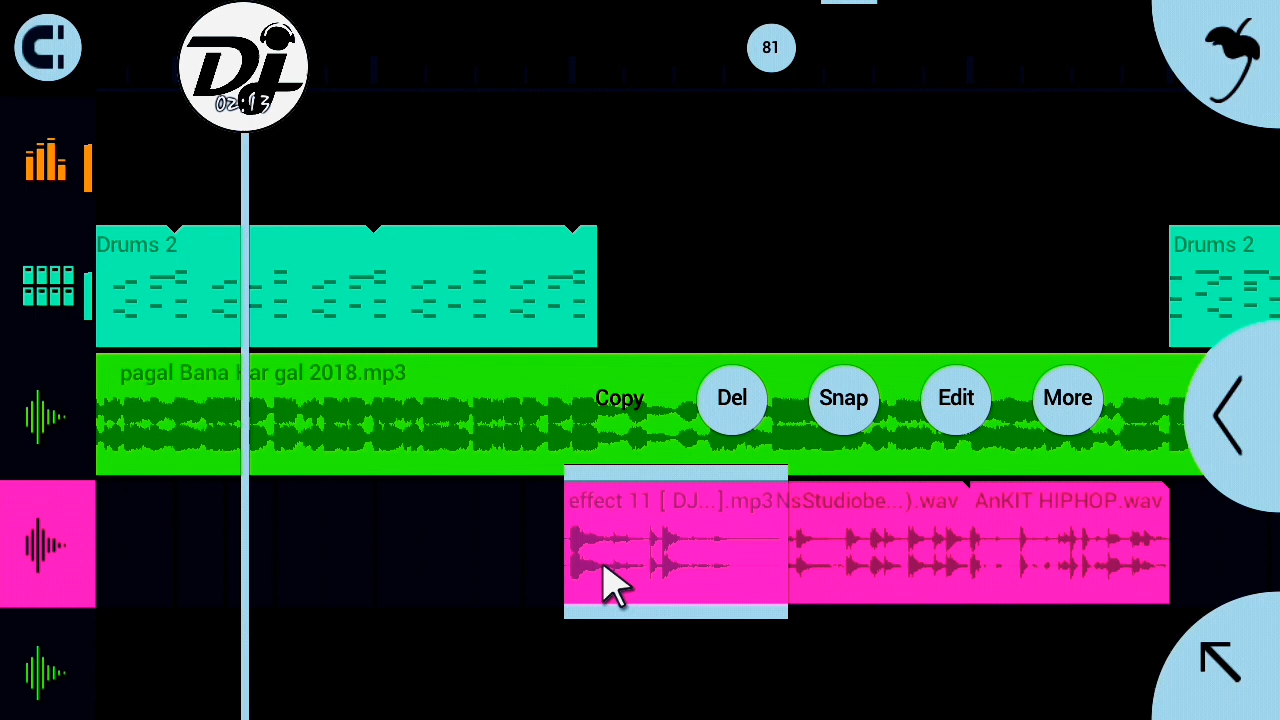 81
Dj
02:13
Drums 2
Drums 2
pagal Bana Kar gal 2018.mp3
Copy
Del
Snap
Edit
More
effect 11 [ DJ...].mp3
NsStudiobe...).wav
AnKIT HIPHOP.wav